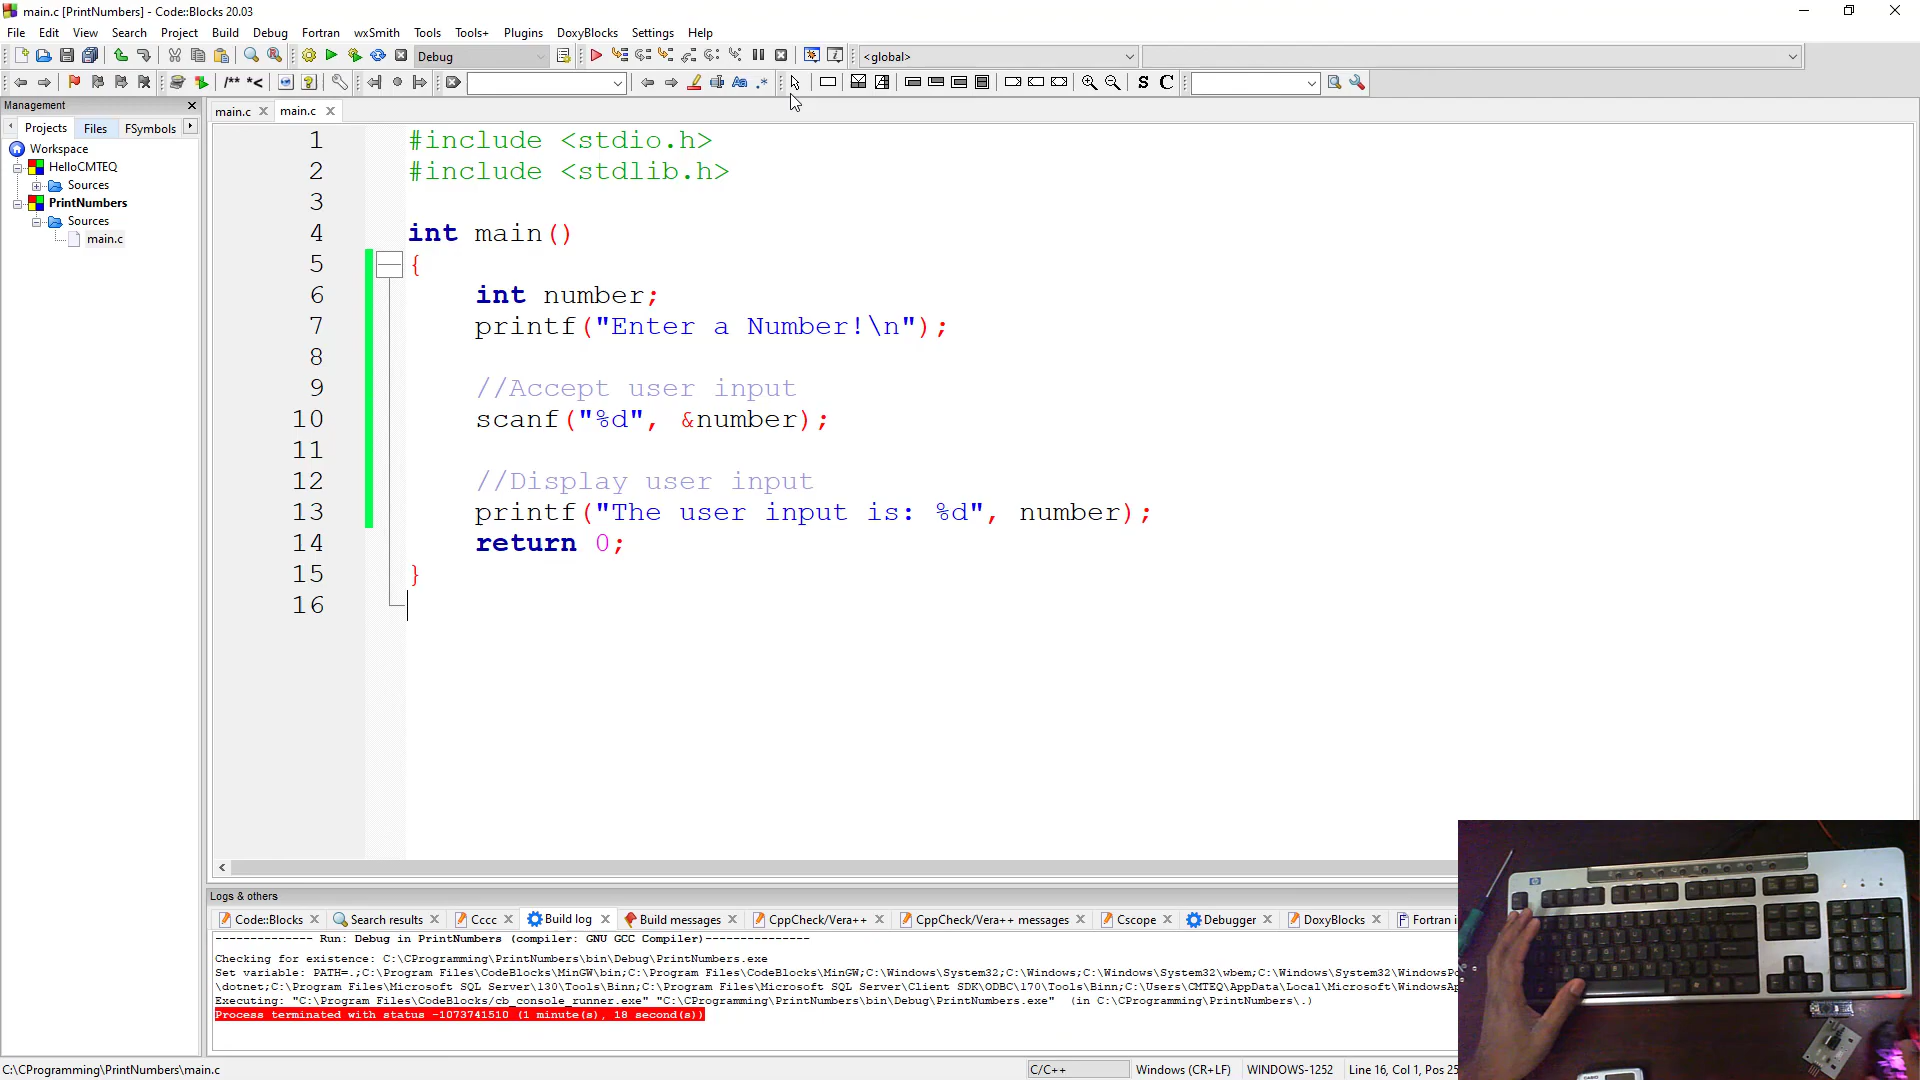 main.c [PrintNumbers] - Code::Blocks 20.03
File Edit View Search Project Build Debug Fortran wxSmith Tools Tools+ Plugins DoxyBlocks Settings Help
Debug <global>
/** *< Aa .* S C
Management
main.c main.c
Projects Files FSymbols
Workspace
HelloCMTEQ
Sources
PrintNumbers
Sources
main.c
1 #include <stdio.h>
2 #include <stdlib.h>
3
4 int main()
5 {
6 int number;
7 printf("Enter a Number!\n");
8
9 //Accept user input
10 scanf("%d", &number);
11
12 //Display user input
13 printf("The user input is: %d", number);
14 return 0;
15 }
16
Logs & others
Code::Blocks Search results Cccc Build log Build messages CppCheck/Vera++ CppCheck/Vera++ messages Cscope Debugger DoxyBlocks Fortran i
-------------- Run: Debug in PrintNumbers (compiler: GNU GCC Compiler)---------------
Checking for existence: C:\CProgramming\PrintNumbers\bin\Debug\PrintNumbers.exe
Set variable: PATH=.;C:\Program Files\CodeBlocks\MinGW\bin;C:\Program Files\CodeBlocks\MinGW;C:\Windows\System32;C:\Windows;C:\Windows\System32\wbem;C:\Windows\System32\WindowsPo
\dotnet;C:\Program Files\Microsoft SQL Server\130\Tools\Binn;C:\Program Files\Microsoft SQL Server\Client SDK\ODBC\170\Tools\Binn;C:\Users\CMTEQ\AppData\Local\Microsoft\WindowsAp
Executing: "C:\Program Files\CodeBlocks/cb_console_runner.exe" "C:\CProgramming\PrintNumbers\bin\Debug\PrintNumbers.exe" (in C:\CProgramming\PrintNumbers\.)
Process terminated with status -1073741510 (1 minute(s), 18 second(s))
C:\CProgramming\PrintNumbers\main.c C/C++ Windows (CR+LF) WINDOWS-1252 Line 16, Col 1, Pos 25